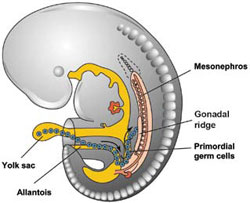 Mesonephros
Gonadal
ridge
Primordial
germ cells
Yolk sac
Allantois